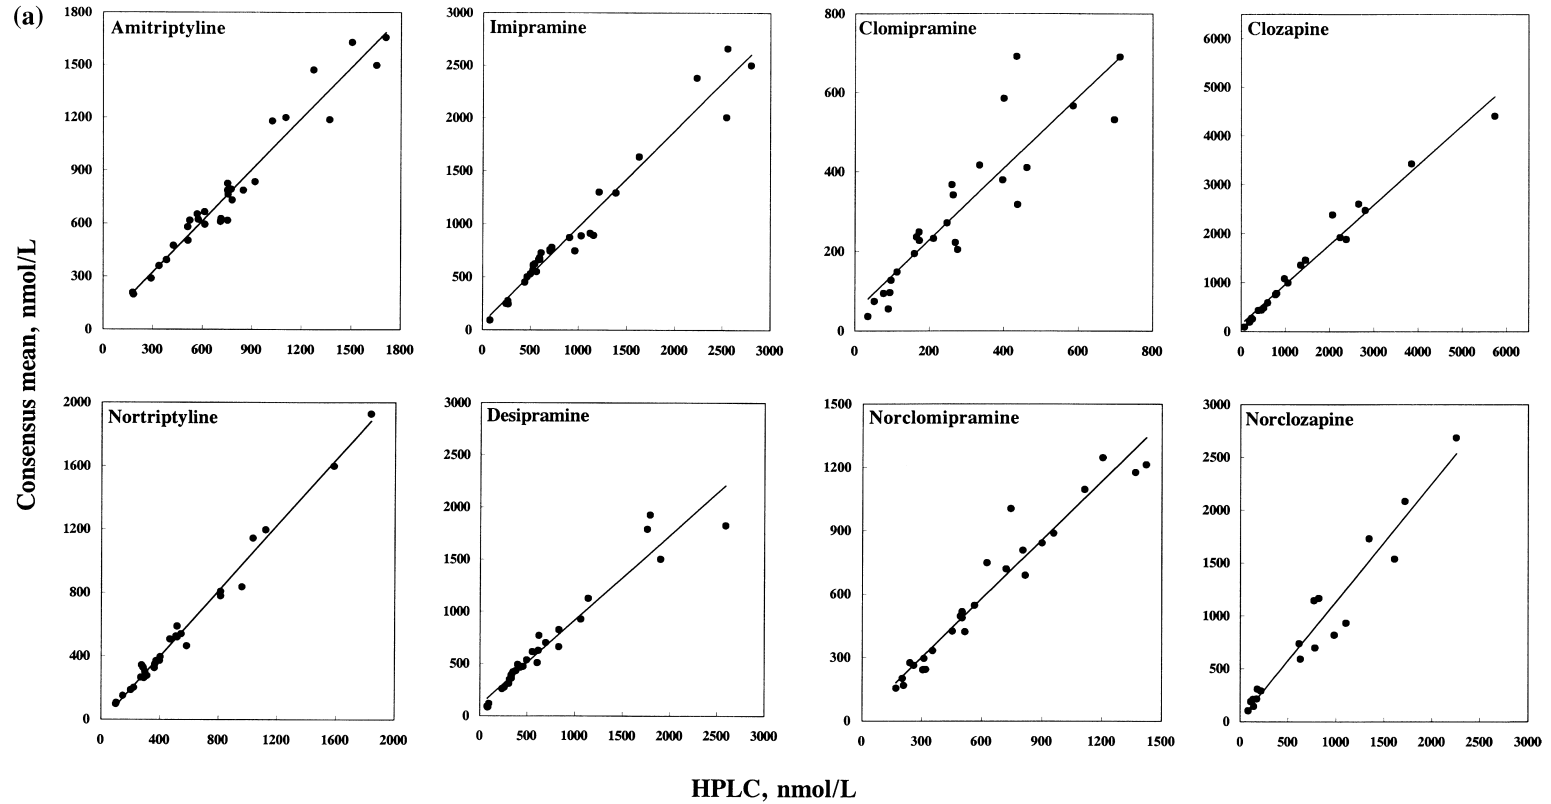 (a)
Amitriptyline
1800
1500
1200
900
600
300
0
0 300 600 900 1200 1500 1800
Imipramine
3000
2500
2000
1500
1000
500
0
0 500 1000 1500 2000 2500 3000
Clomipramine
800
600
400
200
0
0 200 400 600 800
Clozapine
6000
5000
4000
3000
2000
1000
0
0 1000 2000 3000 4000 5000 6000
Consensus mean, nmol/L
Nortriptyline
2000
1600
1200
800
400
0
0 400 800 1200 1600 2000
Desipramine
3000
2500
2000
1500
1000
500
0
0 500 1000 1500 2000 2500 3000
Norclomipramine
1500
1200
900
600
300
0
0 300 600 900 1200 1500
Norclozapine
3000
2500
2000
1500
1000
500
0
0 500 1000 1500 2000 2500 3000
HPLC, nmol/L